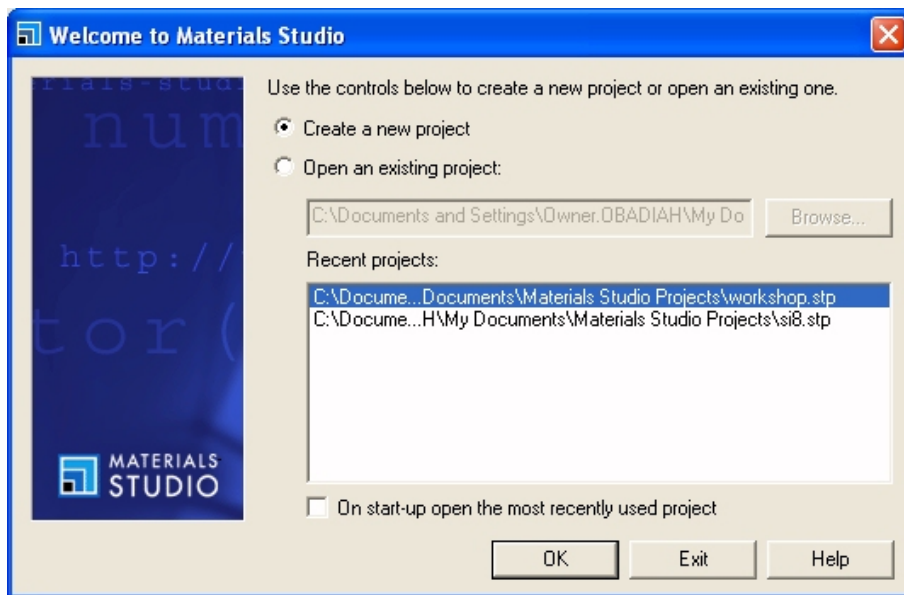 Welcome to Materials Studio
rials-studi
num
http://
tor(
MATERIALS
STUDIO
Use the controls below to create a new project or open an existing one.
Create a new project
Open an existing project:
C:\Documents and Settings\Owner.OBADIAH\My Do
Browse...
Recent projects:
C:\Docume...Documents\Materials Studio Projects\workshop.stp
C:\Docume...H\My Documents\Materials Studio Projects\si8.stp
On start-up open the most recently used project
OK
Exit
Help